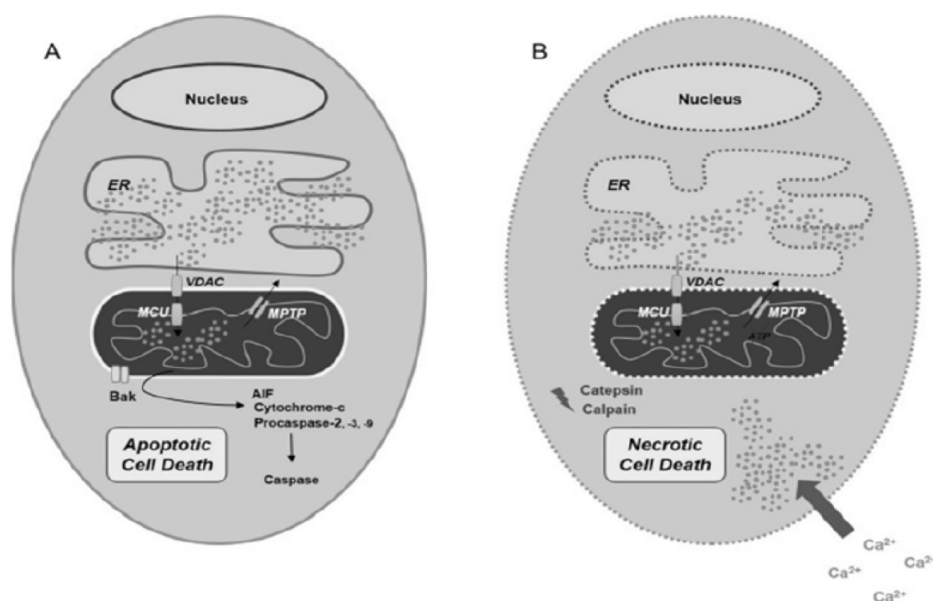 A
Nucleus
ER
VDAC
MCU
MPTP
Bak
AIF
Cytochrome-c
Procaspase-2, -3, -9
Apoptotic
Cell Death
Caspase
B
Nucleus
ER
VDAC
MCU
MPTP
ATP
Catepsin
Calpain
Necrotic
Cell Death
Ca²⁺
Ca²⁻
Ca²⁺
Ca²⁺